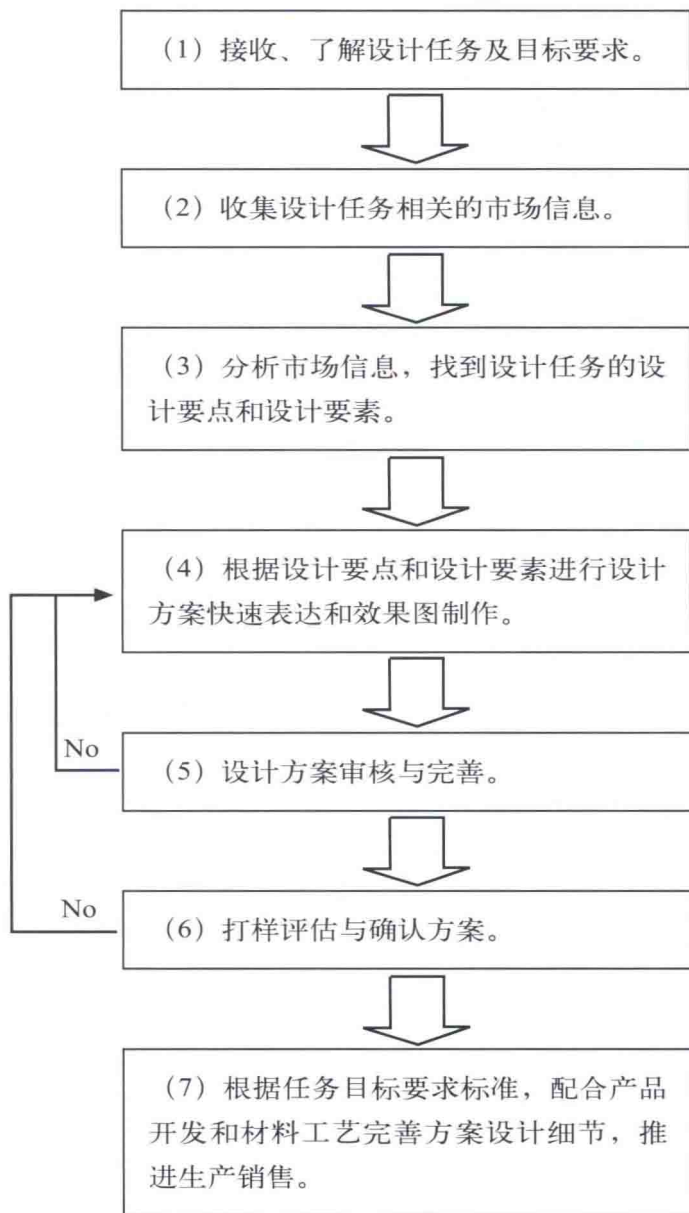 （1）接收、了解设计任务及目标要求。
（2）收集设计任务相关的市场信息。
（3）分析市场信息，找到设计任务的设
计要点和设计要素。
（4）根据设计要点和设计要素进行设计
方案快速表达和效果图制作。
No
（5）设计方案审核与完善。
No
（6）打样评估与确认方案。
（7）根据任务目标要求标准，配合产品
开发和材料工艺完善方案设计细节，推
进生产销售。